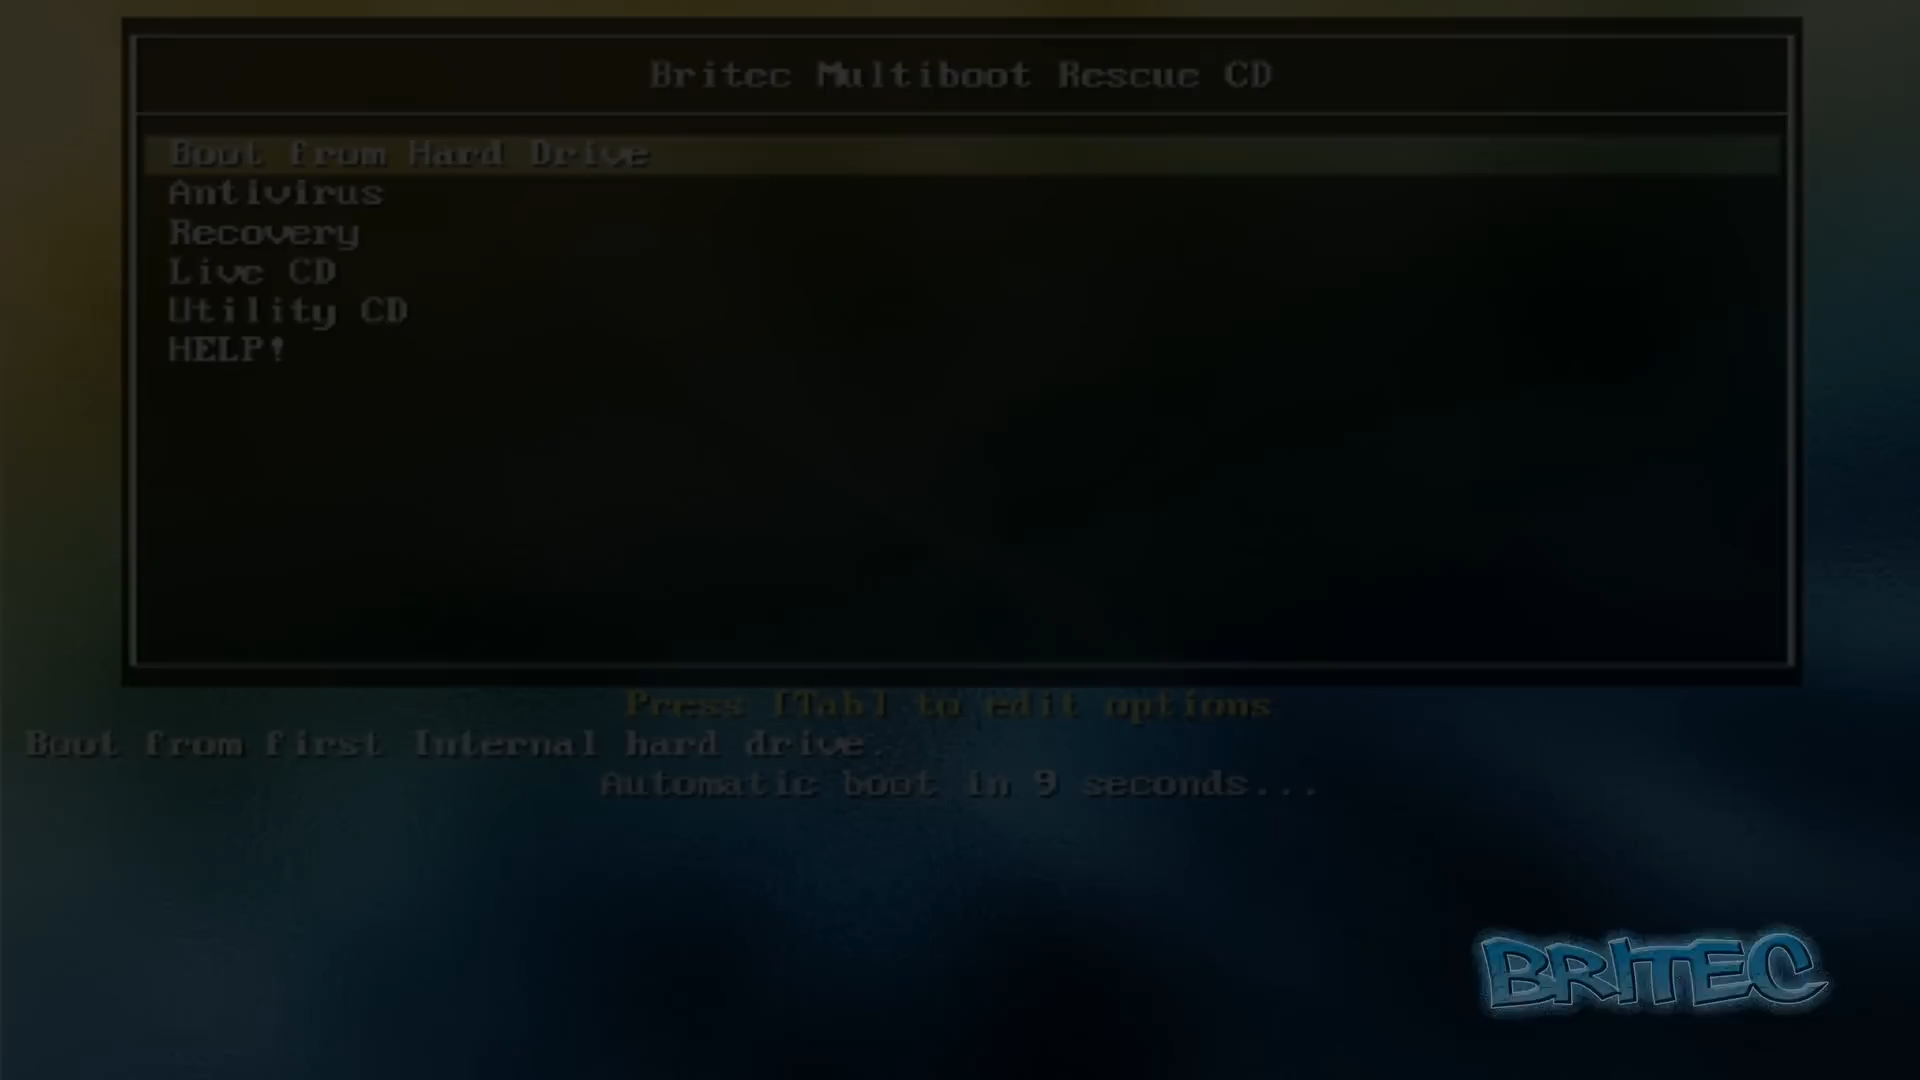 Britec Multiboot Rescue CD
Boot from Hard Drive
Antivirus
Recovery
Live CD
Utility CD
HELP!
Press [Tab] to edit options
Boot from first Internal hard drive.
Automatic boot in 9 seconds...
BRITEC